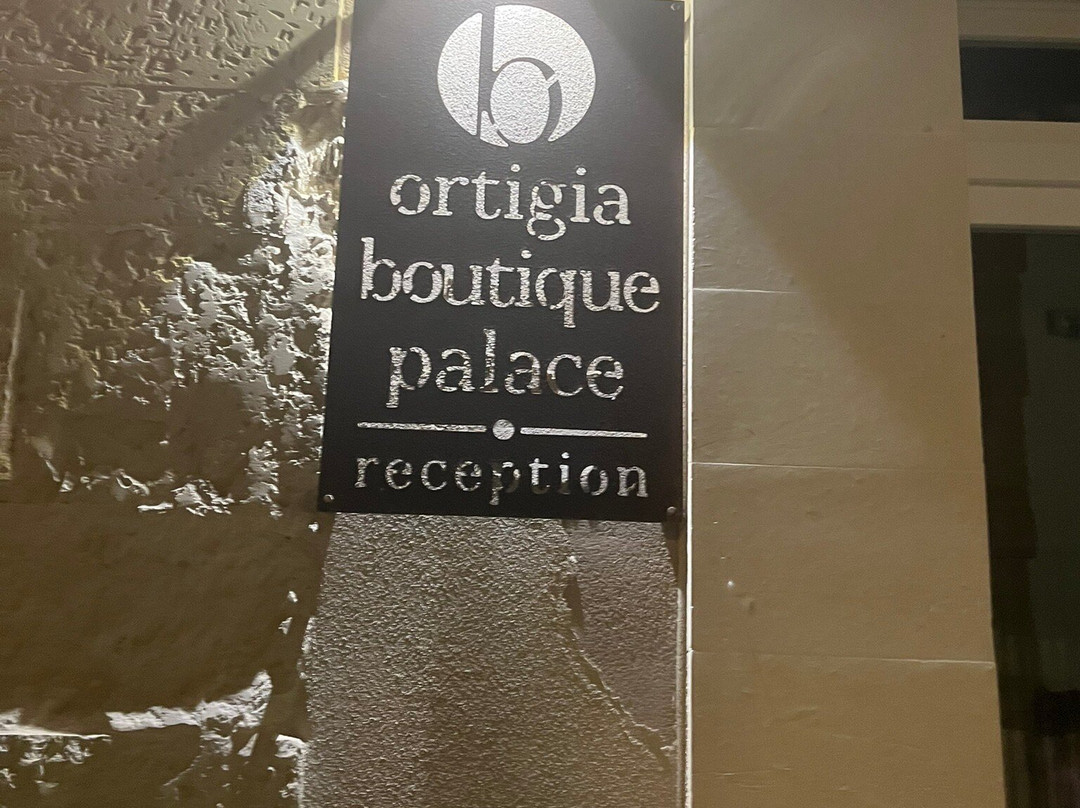 b
ortigia
boutique
palace
reception